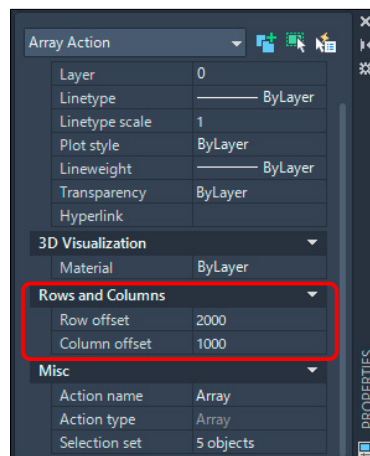 Array Action
Layer 0
Linetype ByLayer
Linetype scale 1
Plot style ByLayer
Lineweight ByLayer
Transparency ByLayer
Hyperlink
3D Visualization
Material ByLayer
Rows and Columns
Row offset 2000
Column offset 1000
Misc
Action name Array
Action type Array
Selection set 5 objects
PROPERTIES